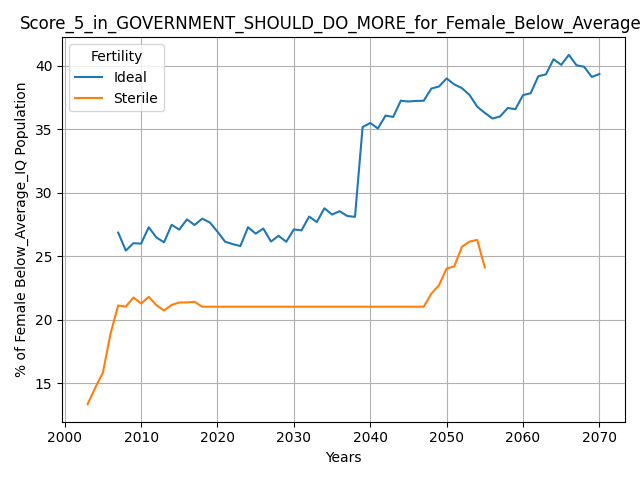 Score_5_in_GOVERNMENT_SHOULD_DO_MORE_for_Female_Below_Average
Fertility
Ideal
Sterile
% of Female Below_Average_IQ Population
40
35
30
25
20
15
2000 2010 2020 2030 2040 2050 2060 2070
Years